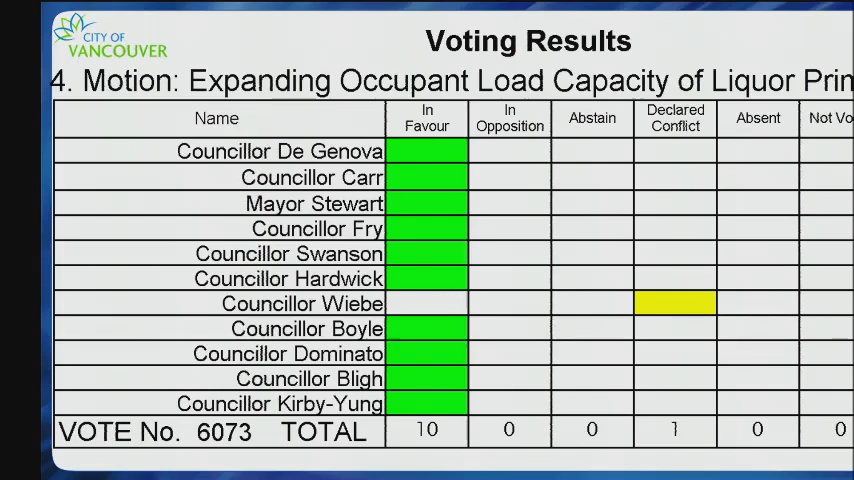 CITY OF
VANCOUVER
Voting Results
4. Motion: Expanding Occupant Load Capacity of Liquor Prin
Name In Favour In Opposition Abstain Declared Conflict Absent Not Vo
Councillor De Genova
Councillor Carr
Mayor Stewart
Councillor Fry
Councillor Swanson
Councillor Hardwick
Councillor Wiebe
Councillor Boyle
Councillor Dominato
Councillor Bligh
Councillor Kirby-Yung
VOTE No. 6073 TOTAL 10 0 0 1 0 0